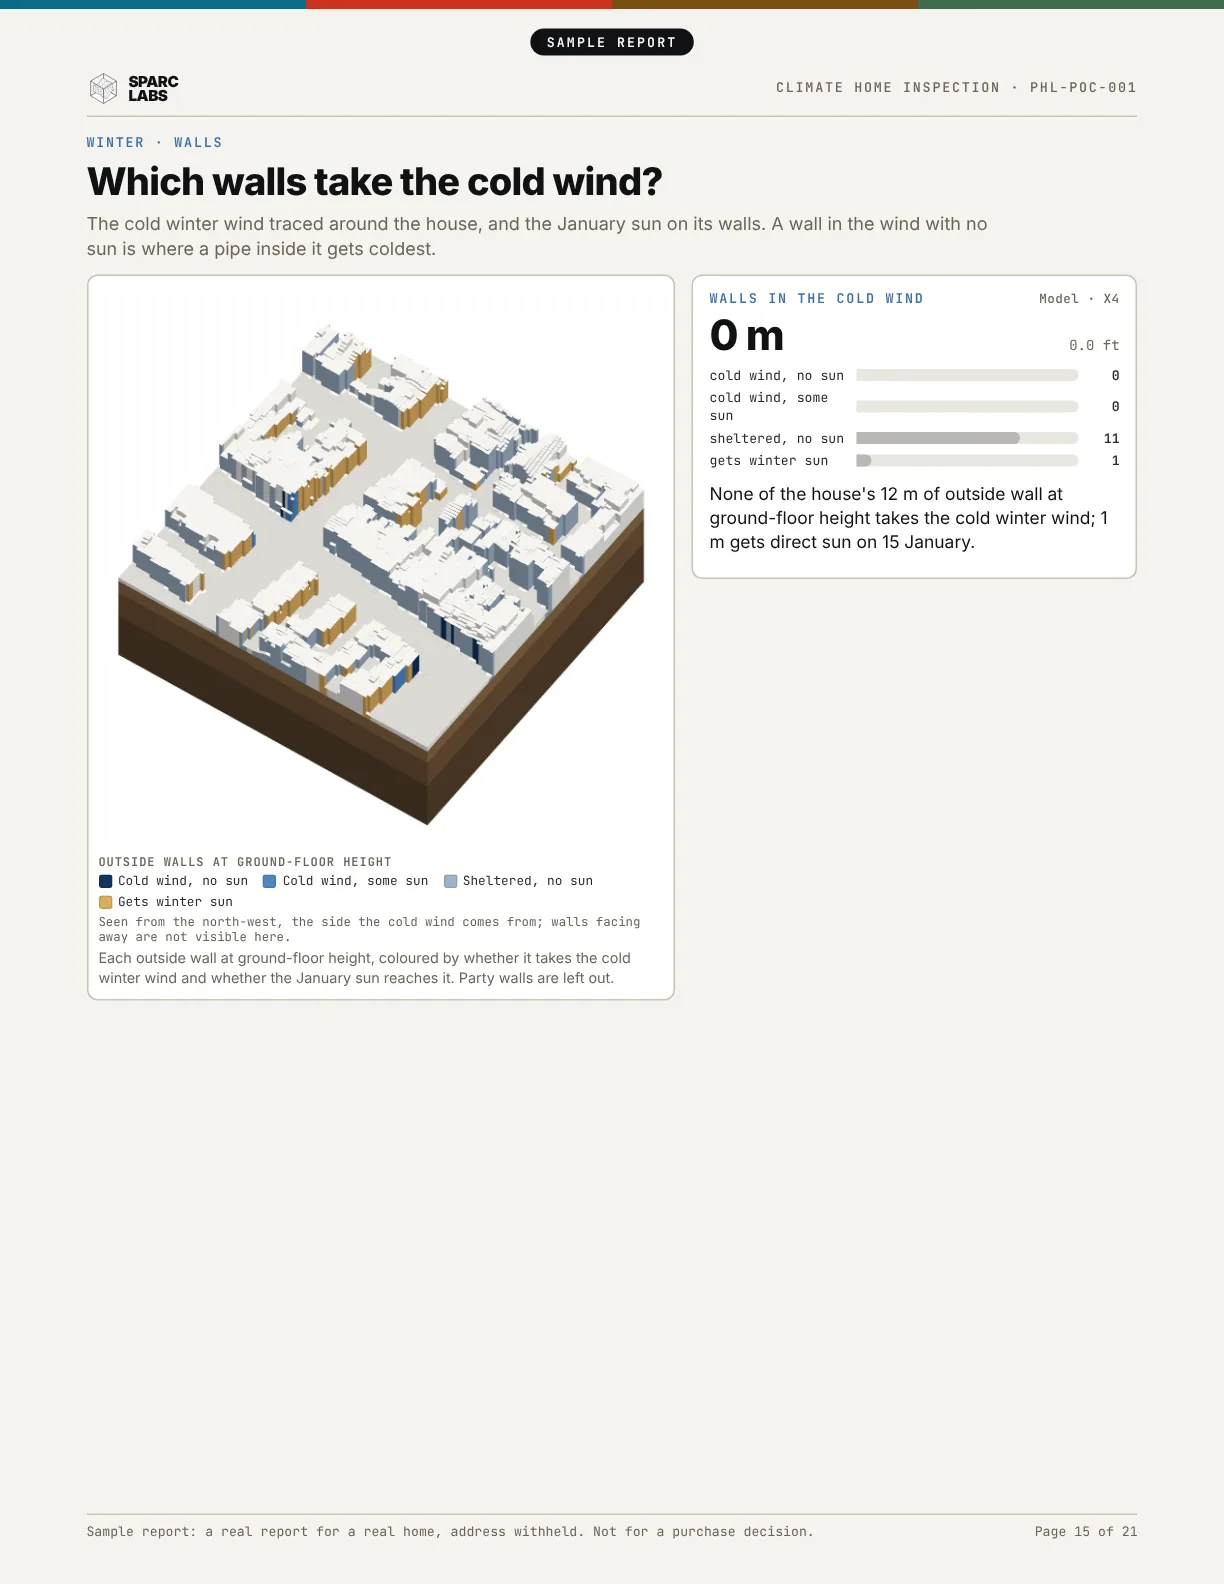 SAMPLE REPORT
SPARC
LABS
CLIMATE HOME INSPECTION · PHL-POC-001
WINTER · WALLS
Which walls take the cold wind?
The cold winter wind traced around the house, and the January sun on its walls. A wall in the wind with no
sun is where a pipe inside it gets coldest.
OUTSIDE WALLS AT GROUND-FLOOR HEIGHT
Cold wind, no sun
Cold wind, some sun
Sheltered, no sun
Gets winter sun
Seen from the north-west, the side the cold wind comes from; walls facing
away are not visible here.
Each outside wall at ground-floor height, coloured by whether it takes the cold
winter wind and whether the January sun reaches it. Party walls are left out.
WALLS IN THE COLD WIND
Model · X4
0 m
0.0 ft
cold wind, no sun 0
cold wind, some
sun 0
sheltered, no sun 11
gets winter sun 1
None of the house's 12 m of outside wall at
ground-floor height takes the cold winter wind; 1
m gets direct sun on 15 January.
Sample report: a real report for a real home, address withheld. Not for a purchase decision.
Page 15 of 21